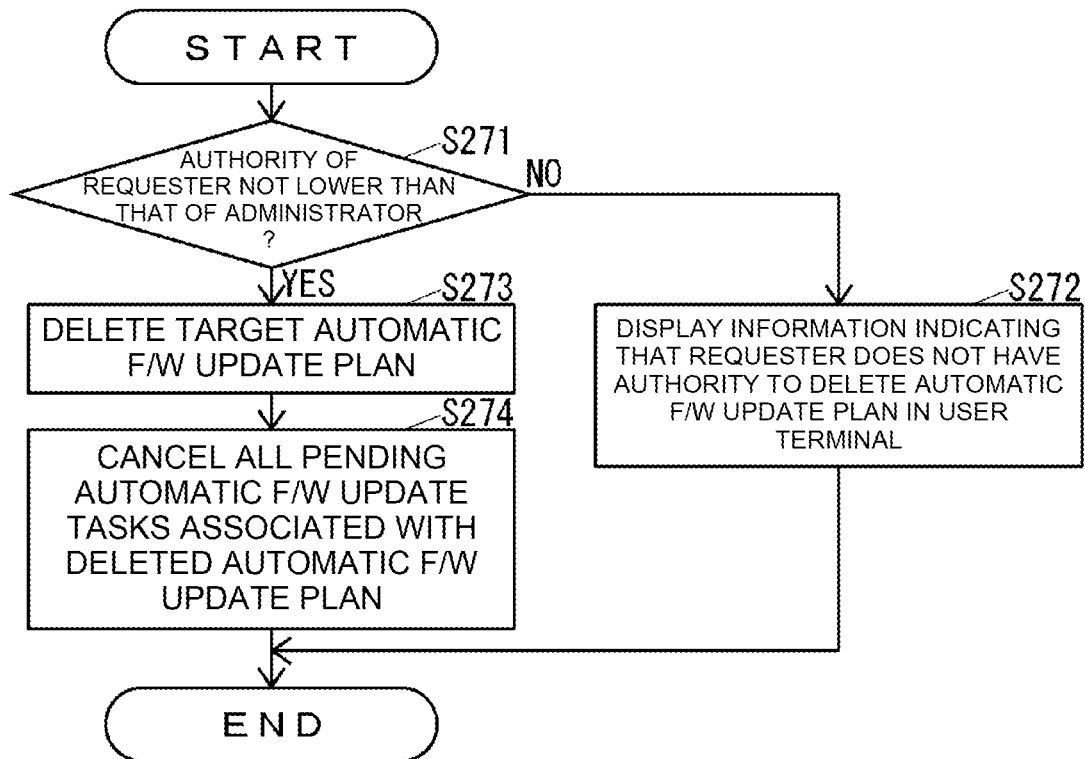 START
S271
AUTHORITY OF
REQUESTER NOT LOWER THAN
THAT OF ADMINISTRATOR
?
NO
YES
S273
DELETE TARGET AUTOMATIC
F/W UPDATE PLAN
S272
DISPLAY INFORMATION INDICATING
THAT REQUESTER DOES NOT HAVE
AUTHORITY TO DELETE AUTOMATIC
F/W UPDATE PLAN IN USER
TERMINAL
S274
CANCEL ALL PENDING
AUTOMATIC F/W UPDATE
TASKS ASSOCIATED WITH
DELETED AUTOMATIC F/W
UPDATE PLAN
END